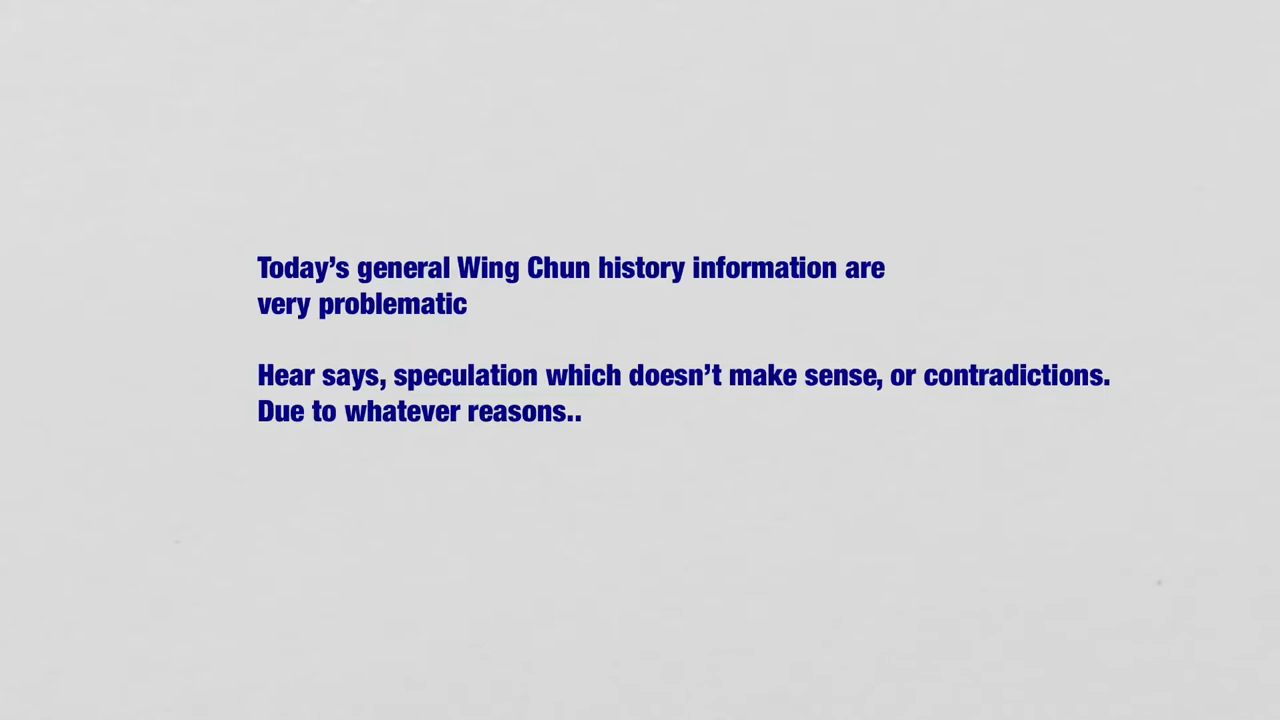 Today’s general Wing Chun history information are
very problematic
Hear says, speculation which doesn’t make sense, or contradictions.
Due to whatever reasons..